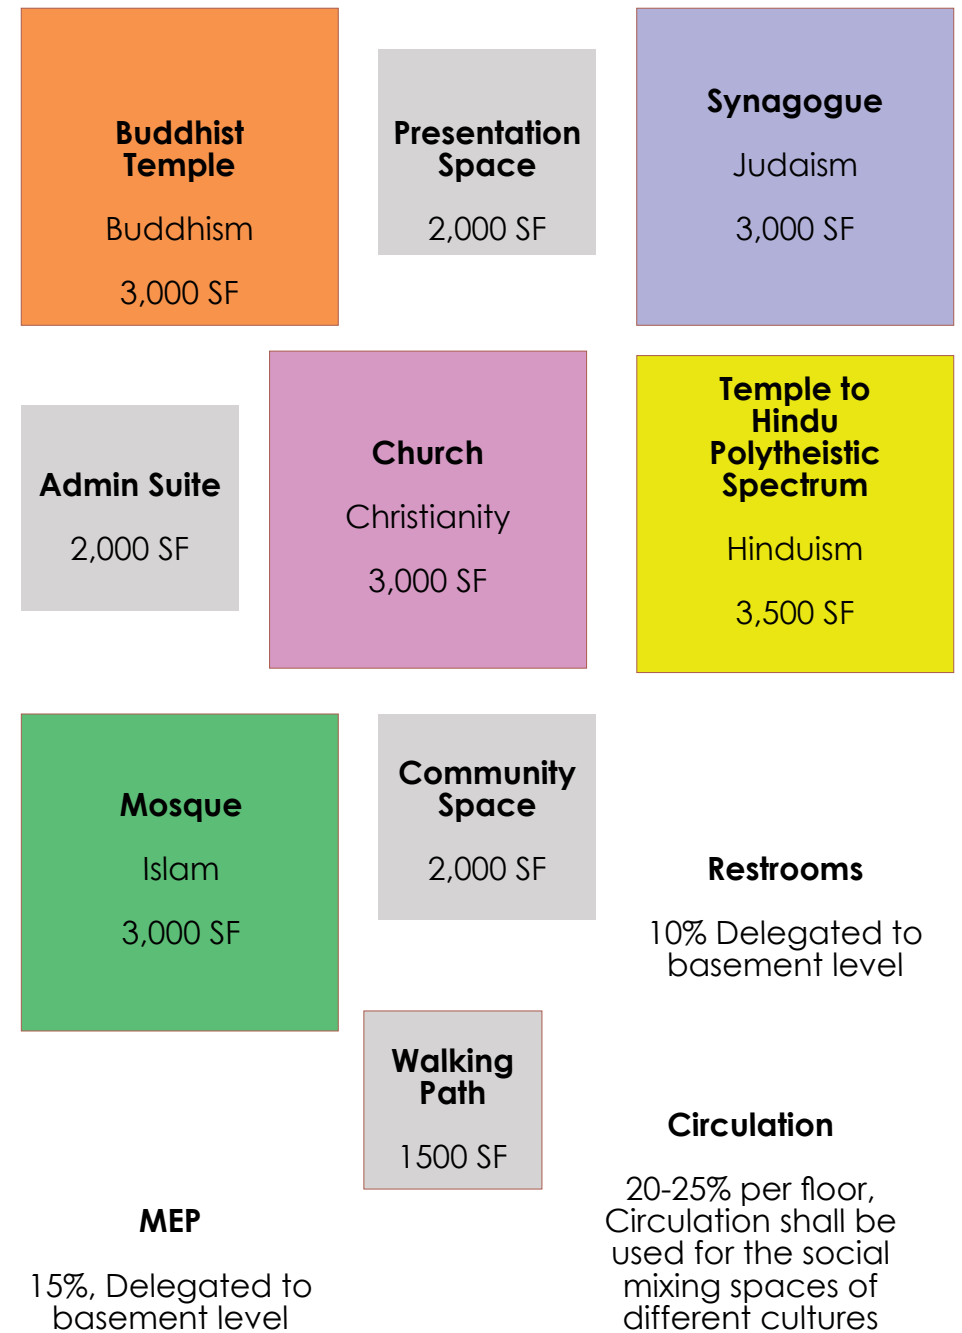 Buddhist
Temple
Buddhism
3,000 SF
Presentation
Space
2,000 SF
Synagogue
Judaism
3,000 SF
Admin Suite
2,000 SF
Church
Christianity
3,000 SF
Temple to
Hindu
Polytheistic
Spectrum
Hinduism
3,500 SF
Mosque
Islam
3,000 SF
Community
Space
2,000 SF
Restrooms
10% Delegated to
basement level
Walking
Path
1500 SF
MEP
15%, Delegated to
basement level
Circulation
20-25% per floor,
Circulation shall be
used for the social
mixing spaces of
different cultures